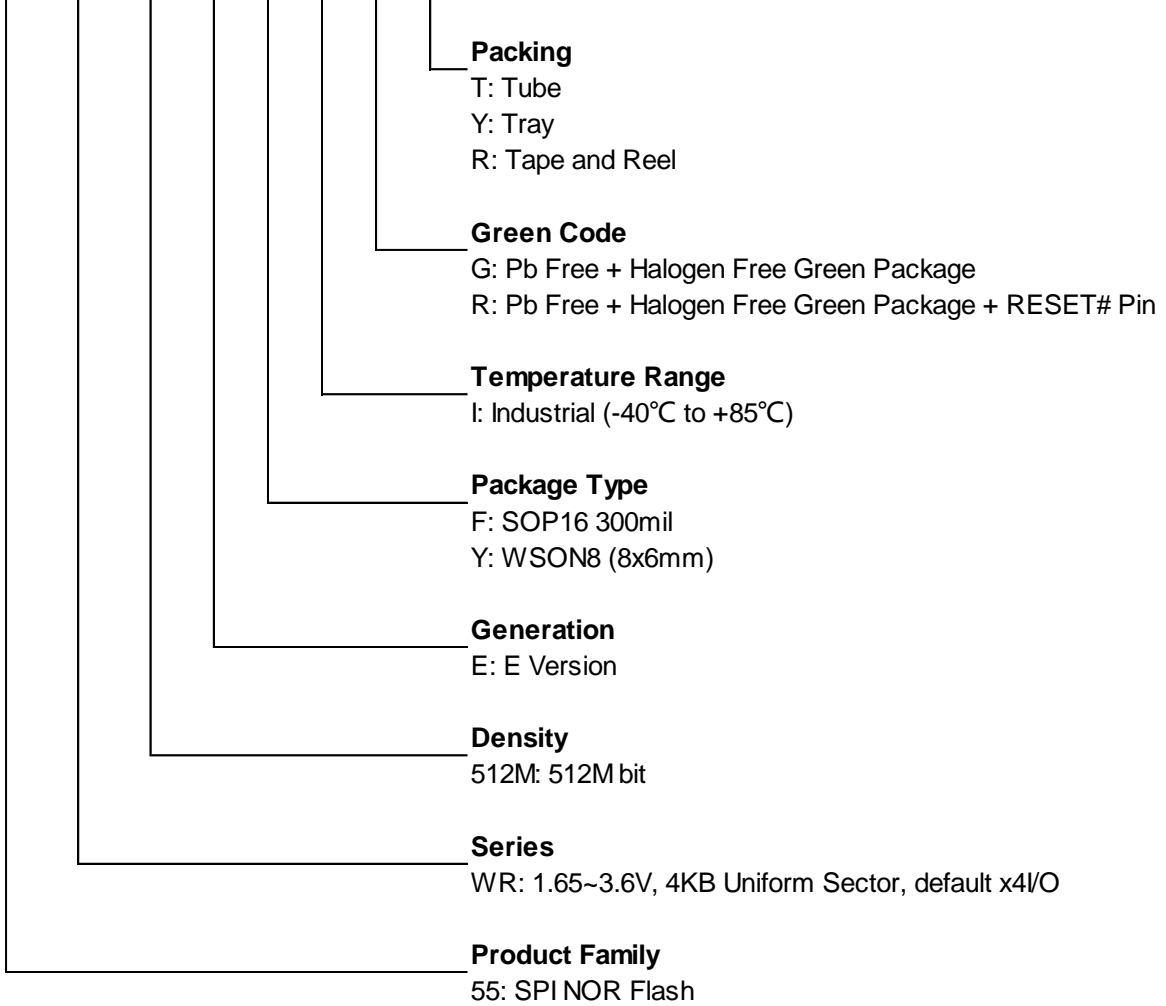 Packing
T: Tube
Y: Tray
R: Tape and Reel
Green Code
G: Pb Free + Halogen Free Green Package
R: Pb Free + Halogen Free Green Package + RESET# Pin
Temperature Range
I: Industrial (-40℃ to +85℃)
Package Type
F: SOP16 300mil
Y: WSON8 (8x6mm)
Generation
E: E Version
Density
512M: 512M bit
Series
WR: 1.65~3.6V, 4KB Uniform Sector, default x4I/O
Product Family
55: SPI NOR Flash